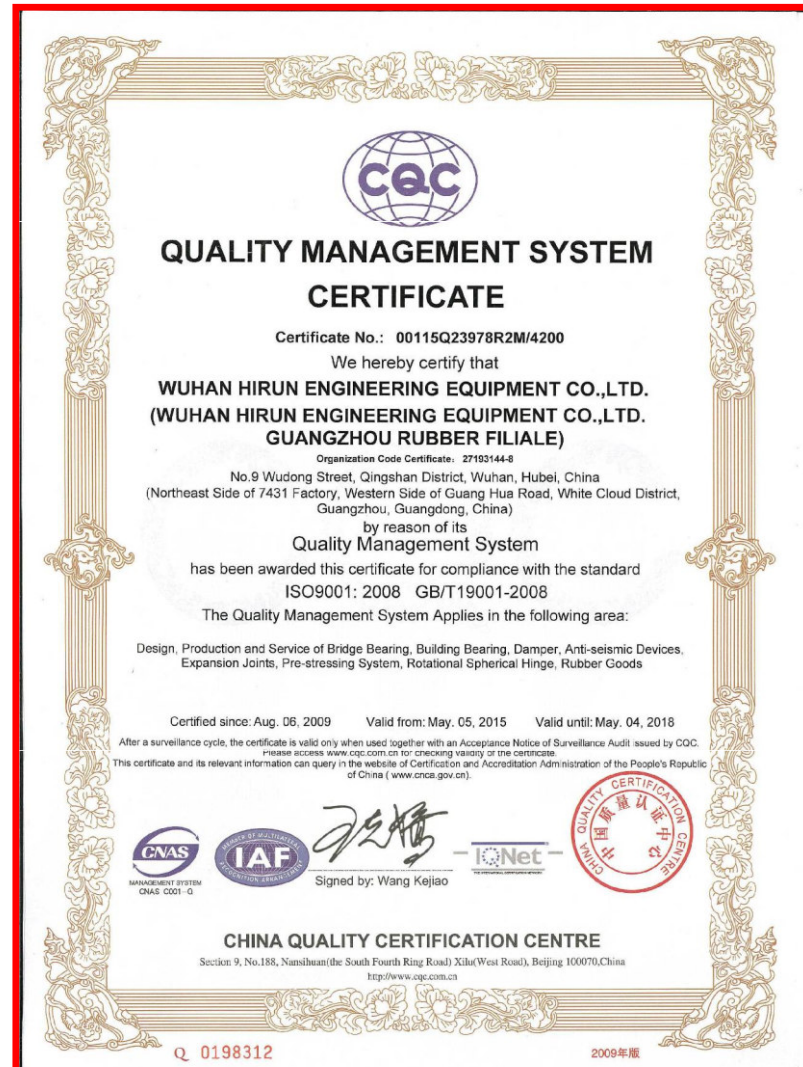 CQC
QUALITY MANAGEMENT SYSTEM
CERTIFICATE
Certificate No.: 00115Q23978R2M/4200
We hereby certify that
WUHAN HIRUN ENGINEERING EQUIPMENT CO.,LTD.
(WUHAN HIRUN ENGINEERING EQUIPMENT CO.,LTD.
GUANGZHOU RUBBER FILIALE)
Organization Code Certificate: 27193144-8
No.9 Wudong Street, Qingshan District, Wuhan, Hubei, China
(Northeast Side of 7431 Factory, Western Side of Guang Hua Road, White Cloud District,
Guangzhou, Guangdong, China)
by reason of its
Quality Management System
has been awarded this certificate for compliance with the standard
ISO9001: 2008 GB/T19001-2008
The Quality Management System Applies in the following area:
Design, Production and Service of Bridge Bearing, Building Bearing, Damper, Anti-seismic Devices,
Expansion Joints, Pre-stressing System, Rotational Spherical Hinge, Rubber Goods
Certified since: Aug. 06, 2009 Valid from: May. 05, 2015 Valid until: May. 04, 2018
After a surveillance cycle, the certificate is valid only when used together with an Acceptance Notice of Surveillance Audit issued by CQC.
Please access www.cqc.com.cn for checking validity of the certificate.
This certificate and its relevant information can query in the website of Certification and Accreditation Administration of the People's Republic
of China ( www.cnca.gov.cn).
CNAS
MANAGEMENT SYSTEM
CNAS C001-Q
MEMBER OF MULTILATERAL
IAF
RECOGNITION ARRANGEMENT
Signed by: Wang Kejiao
IQNet
THE INTERNATIONAL CERTIFICATION NETWORK
CHINA QUALITY CERTIFICATION CENTRE
中国质量认证中心
CHINA QUALITY CERTIFICATION CENTRE
Section 9, No.188, Nansihuan(the South Fourth Ring Road) Xilu(West Road), Beijing 100070,China
http://www.cqc.com.cn
Q 0198312
2009年版